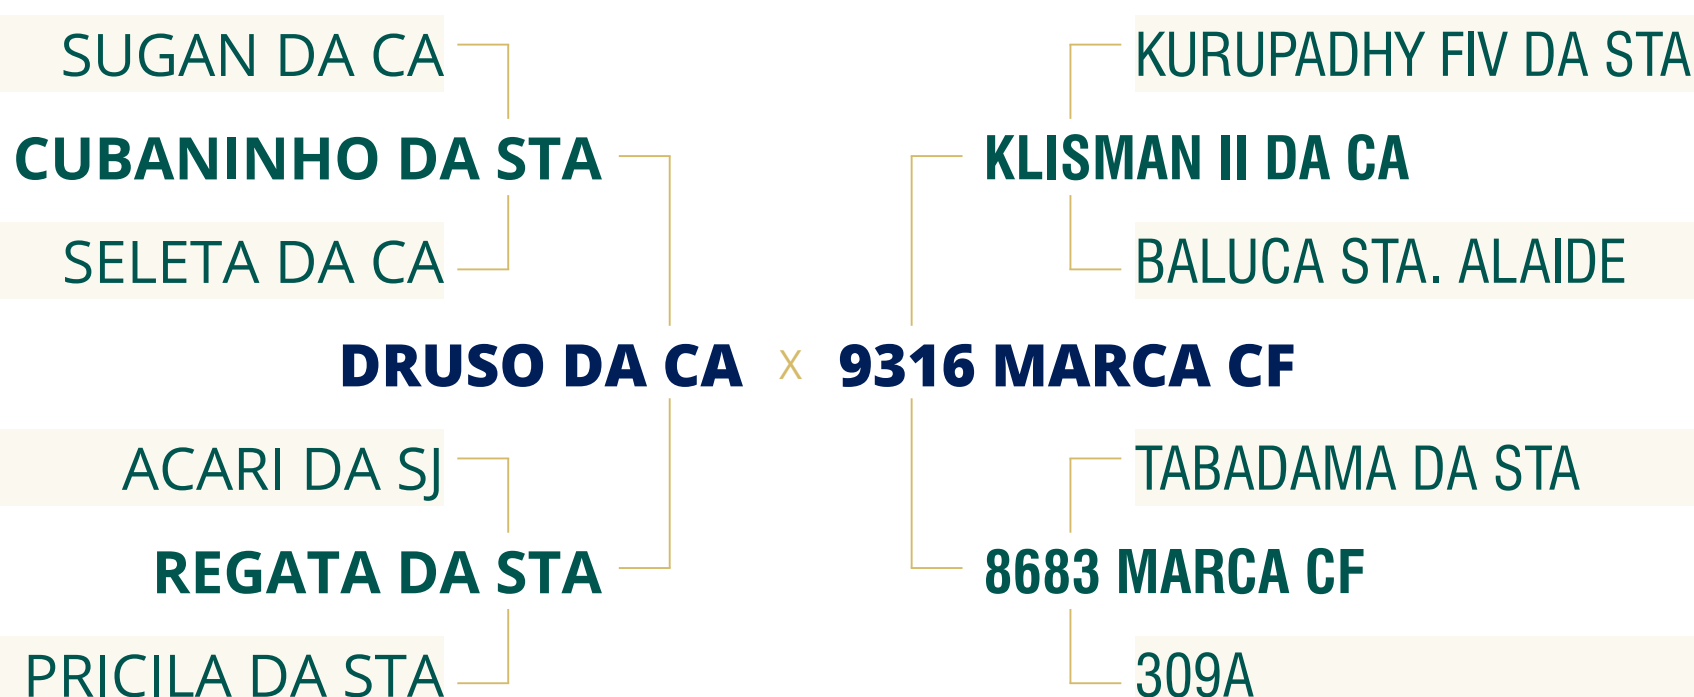 SUGAN DA CA
KURUPADHY FIV DA STA
CUBANINHO DA STA
KLISMAN II DA CA
SELETA DA CA
BALUCA STA. ALAIDE
DRUSO DA CA X 9316 MARCA CF
ACARI DA SJ
TABADAMA DA STA
REGATA DA STA
8683 MARCA CF
PRICILA DA STA
309A